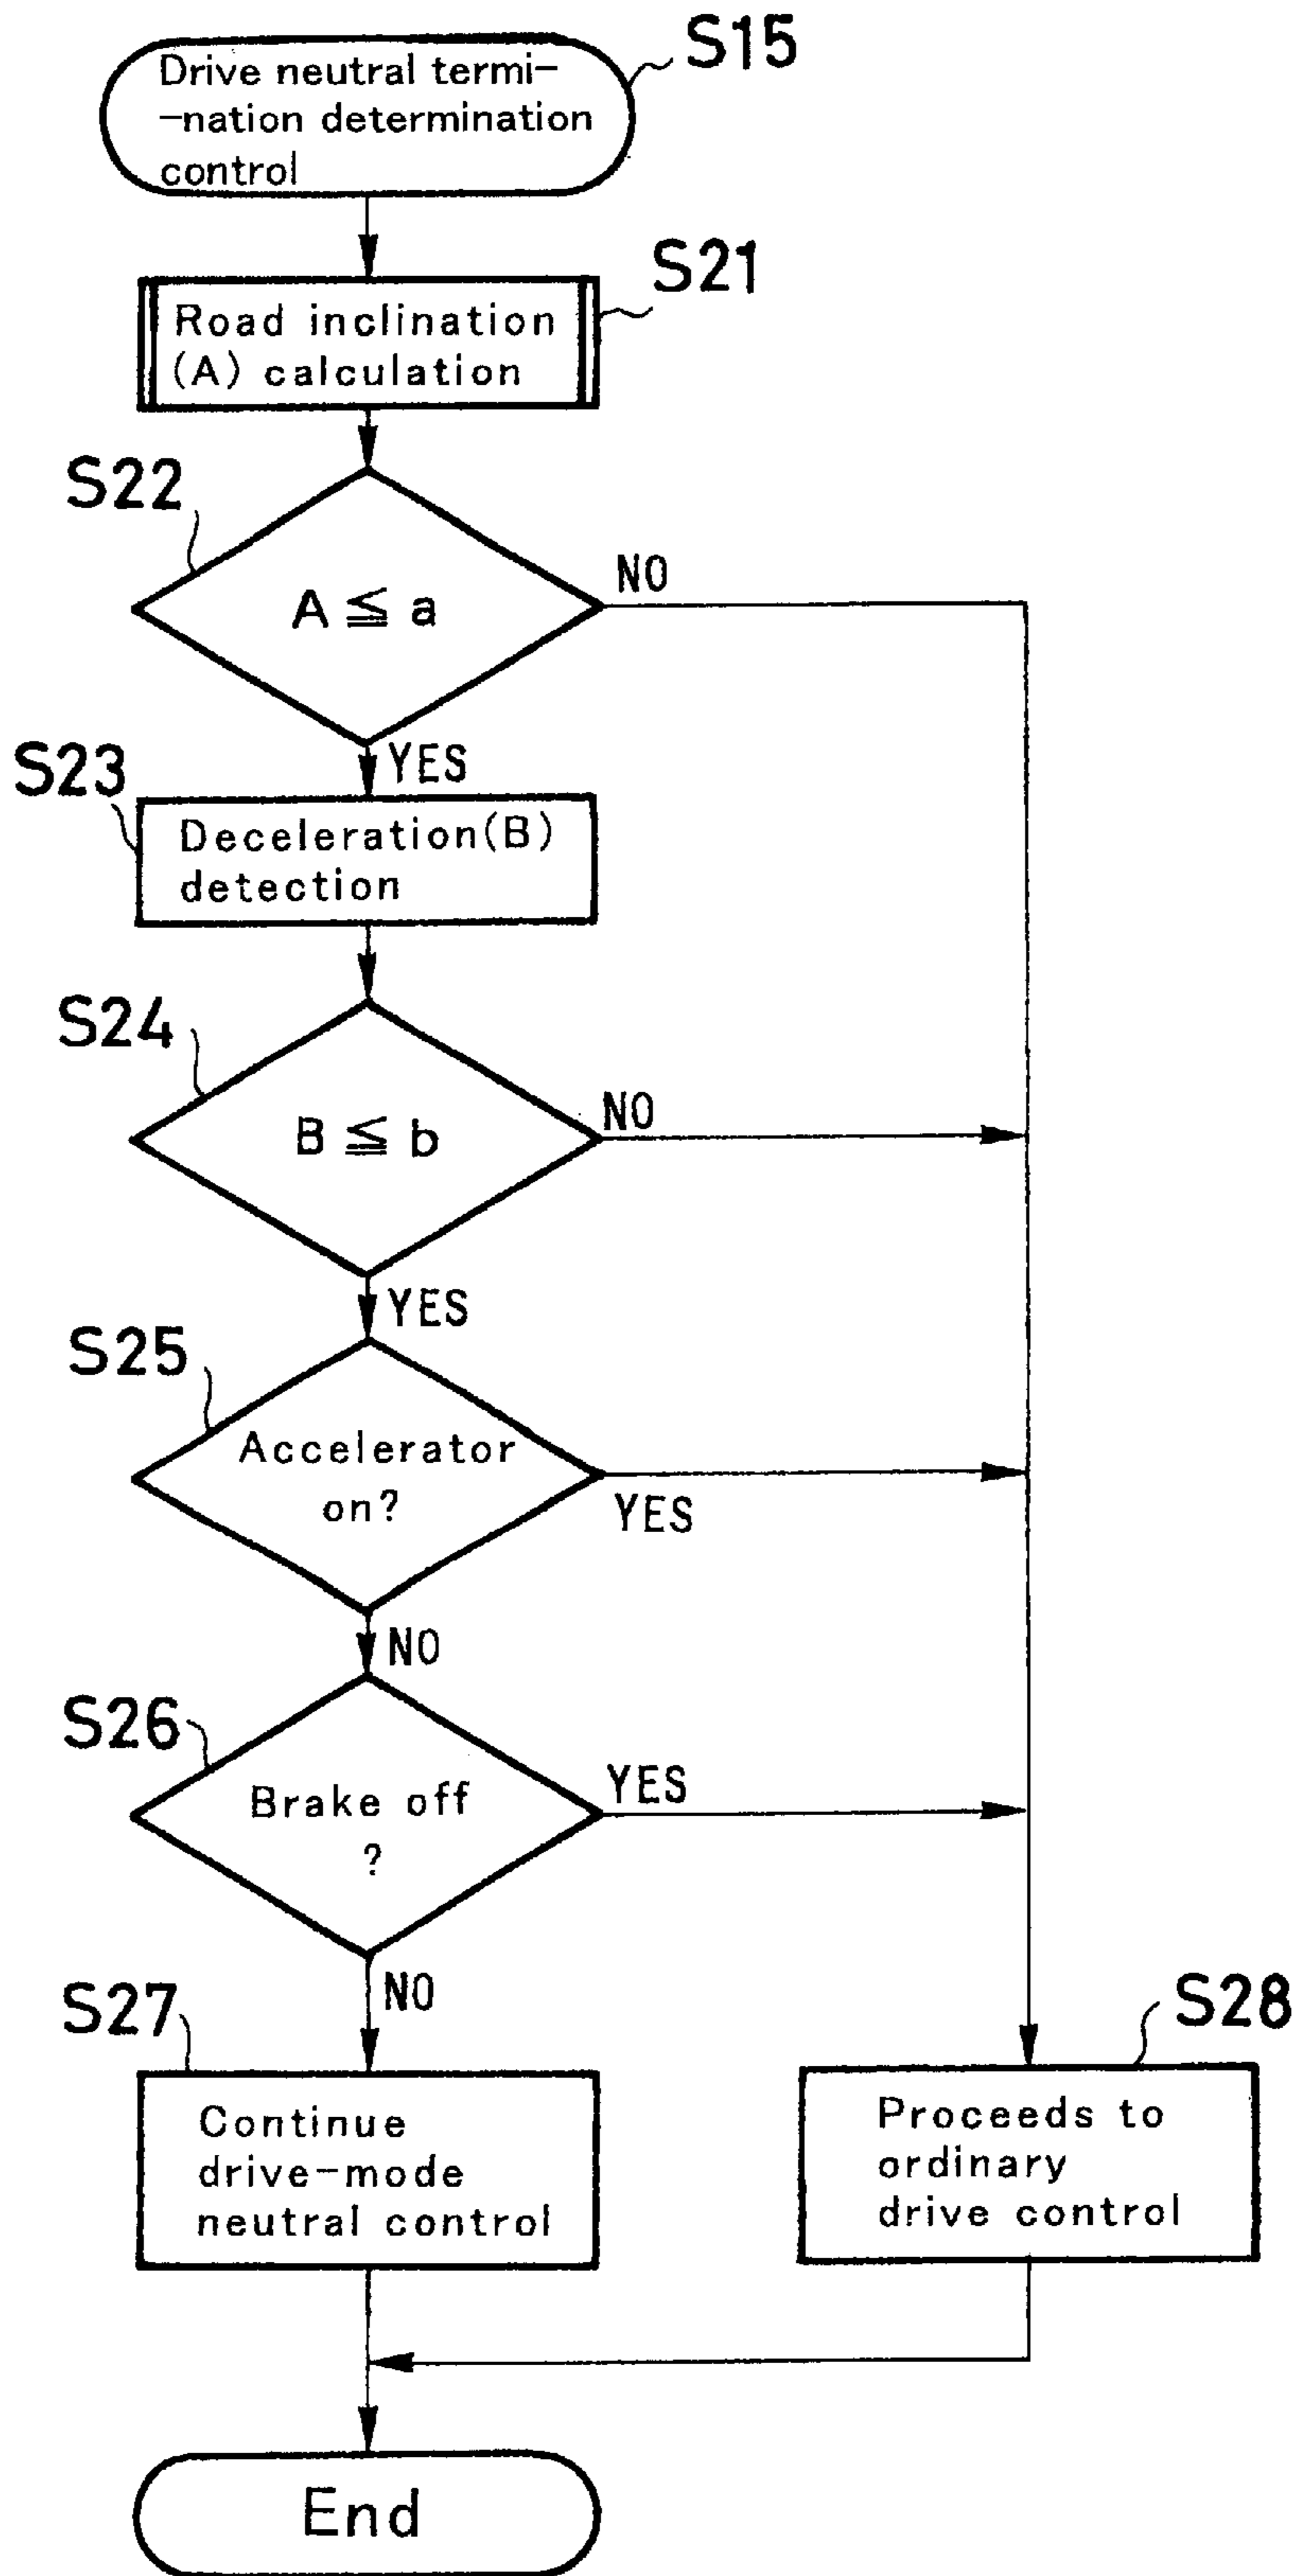 S15
Drive neutral termi-
-nation determination
control
S21
Road inclination
(A) calculation
S22
A ≦ a
NO
YES
S23
Deceleration(B)
detection
S24
B ≦ b
NO
YES
S25
Accelerator
on?
YES
NO
S26
Brake off
?
YES
NO
S27
Continue
drive-mode
neutral control
S28
Proceeds to
ordinary
drive control
End